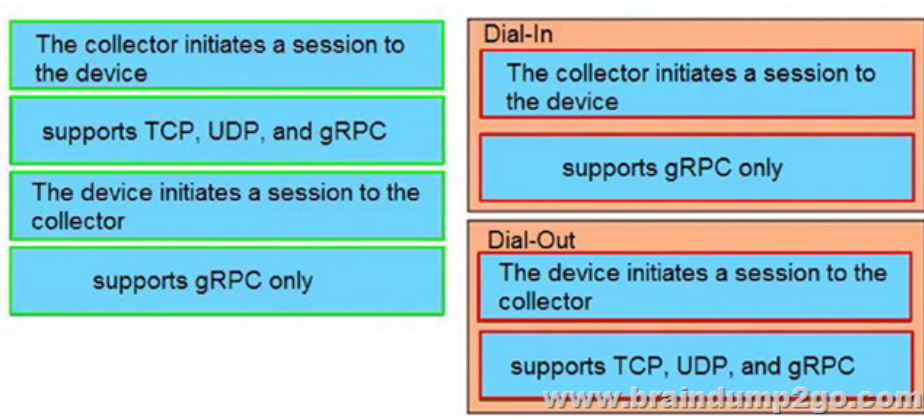 The collector initiates a session to
the device
supports TCP, UDP, and gRPC
The device initiates a session to the
collector
supports gRPC only
Dial-In
The collector initiates a session to
the device
supports gRPC only
Dial-Out
The device initiates a session to the
collector
supports TCP, UDP, and gRPC
www.braindump2go.com